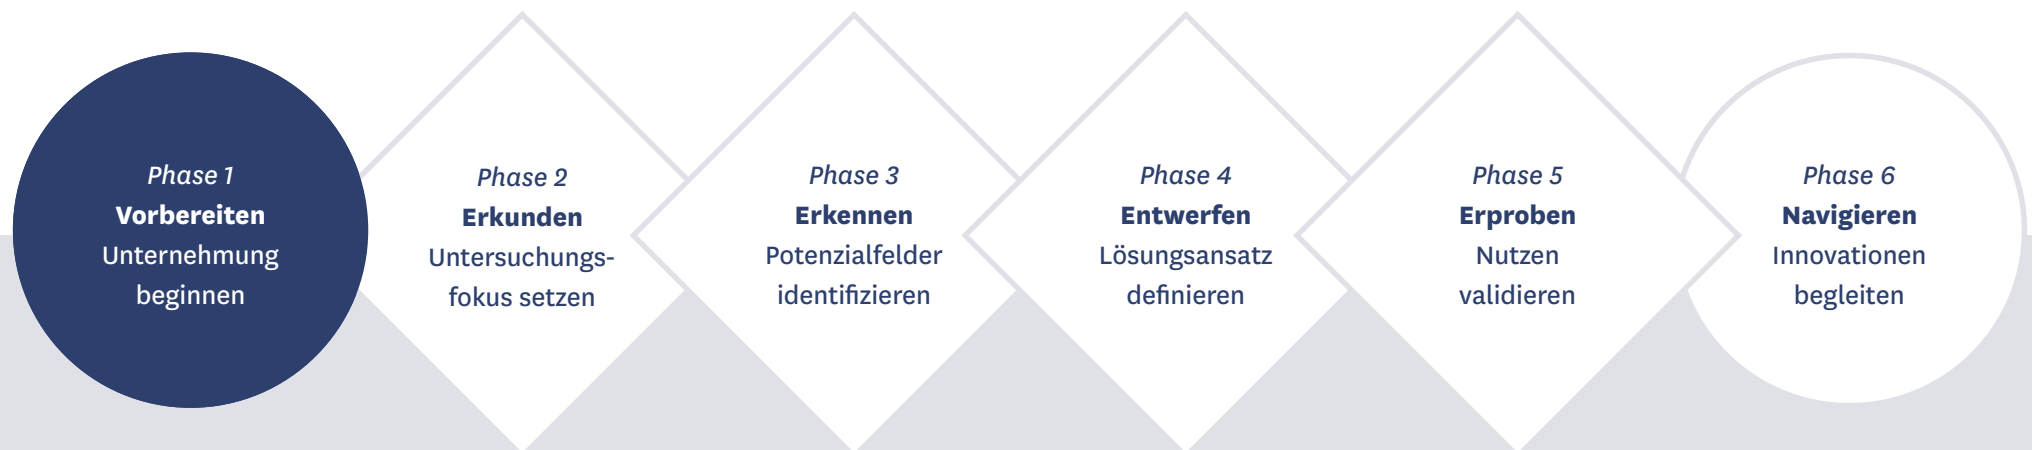 Phase 1
Vorbereiten
Unternehmung
beginnen
Phase 2
Erkunden
Untersuchungs-
fokus setzen
Phase 3
Erkennen
Potenzialfelder
identifizieren
Phase 4
Entwerfen
Lösungsansatz
definieren
Phase 5
Erproben
Nutzen
validieren
Phase 6
Navigieren
Innovationen
begleiten